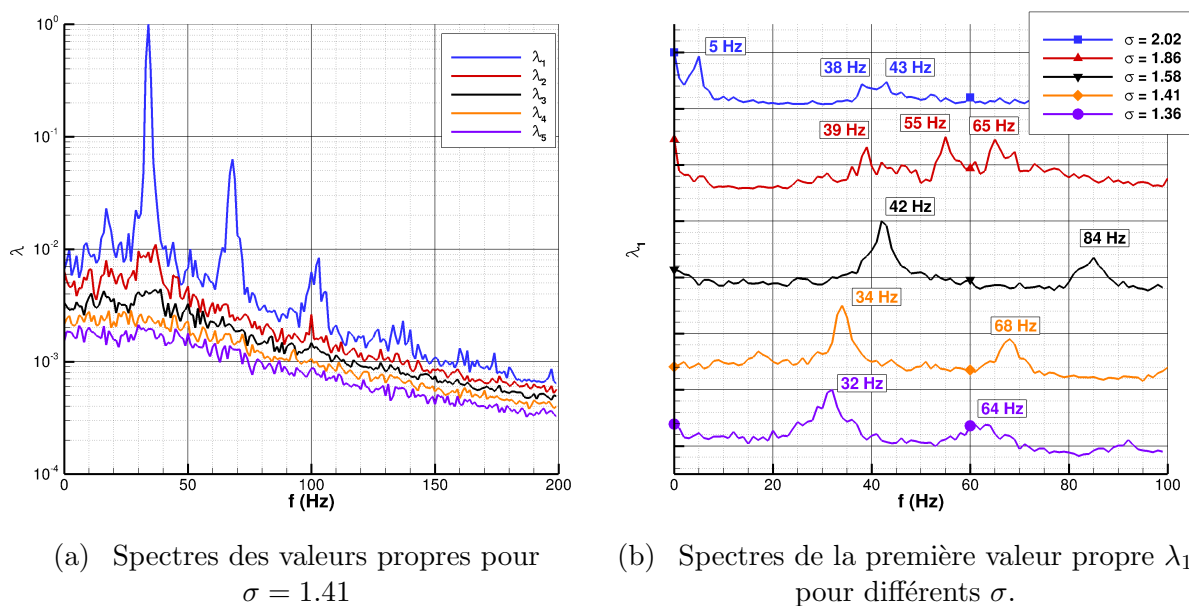 10⁰
10⁻¹
10⁻²
10⁻³
10⁻⁴
λ
λ₁
λ₂
λ₃
λ₄
λ₅
0 50 100 150 200
f (Hz)
(a) Spectres des valeurs propres pour
σ = 1.41
σ = 2.02
σ = 1.86
σ = 1.58
σ = 1.41
σ = 1.36
5 Hz
38 Hz 43 Hz
39 Hz 55 Hz 65 Hz
42 Hz
84 Hz
34 Hz
68 Hz
32 Hz
64 Hz
λ₁
0 20 40 60 80 100
f (Hz)
(b) Spectres de la première valeur propre λ₁
pour différents σ.